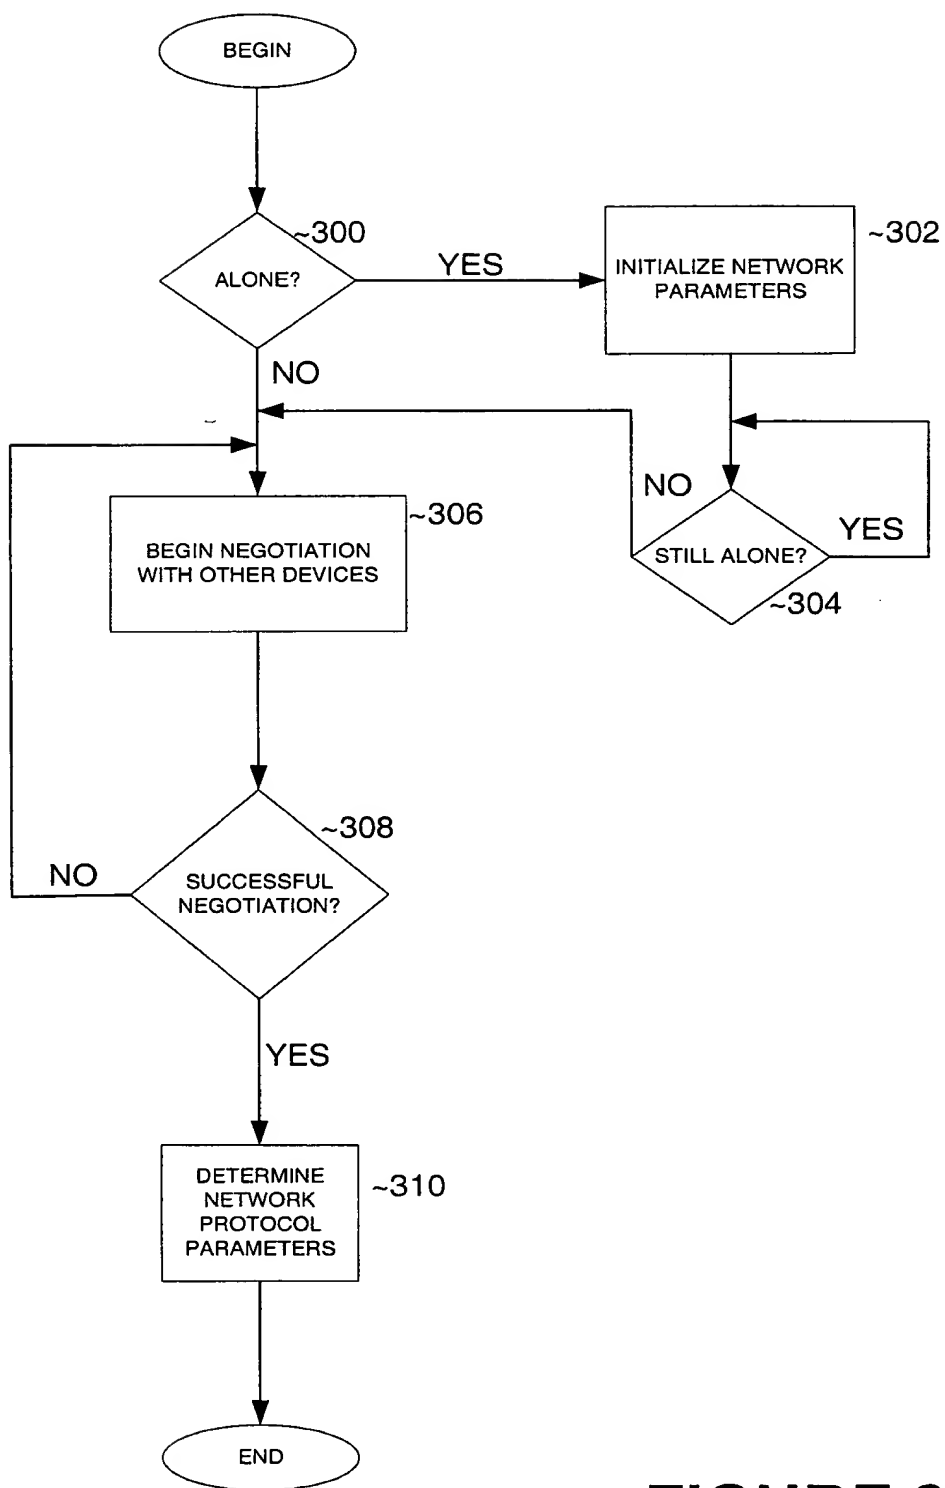 BEGIN
~300
ALONE?
YES
~302
INITIALIZE NETWORK
PARAMETERS
NO
~306
BEGIN NEGOTIATION
WITH OTHER DEVICES
NO
STILL ALONE?
YES
~304
~308
SUCCESSFUL
NEGOTIATION?
NO
YES
~310
DETERMINE
NETWORK
PROTOCOL
PARAMETERS
END
FIGURE